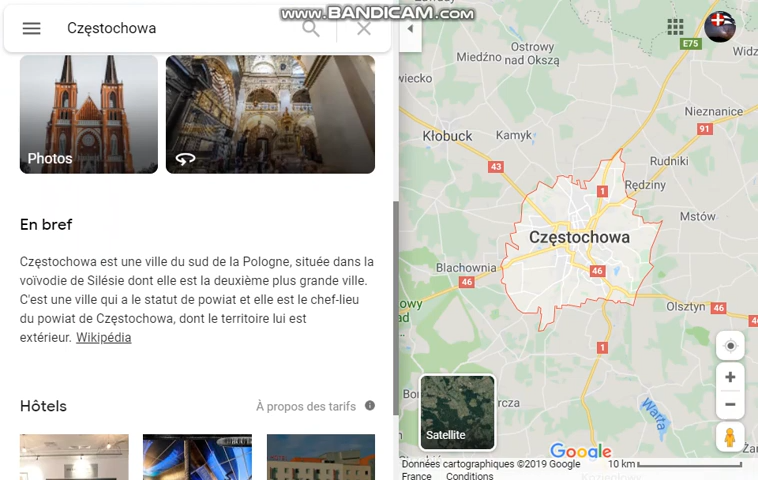 www.BANDICAM.com
Częstochowa
Photos
En bref
Częstochowa est une ville du sud de la Pologne, située dans la
voïvodie de Silésie dont elle est la deuxième plus grande ville.
C'est une ville qui a le statut de powiat et elle est le chef-lieu
du powiat de Częstochowa, dont le territoire lui est
extérieur. Wikipédia
Hôtels
À propos des tarifs
E75
Ostrowy
nad Okszą
Miedźno
Nieznanice
91
Kłobuck
Kamyk
43
Rudniki
1
Rędziny
Mstów
Częstochowa
Blachownia
46
46
Olsztyn
46
1
Warta
Satellite
Google
Données cartographiques ©2019 Google
10 km
France
Conditions